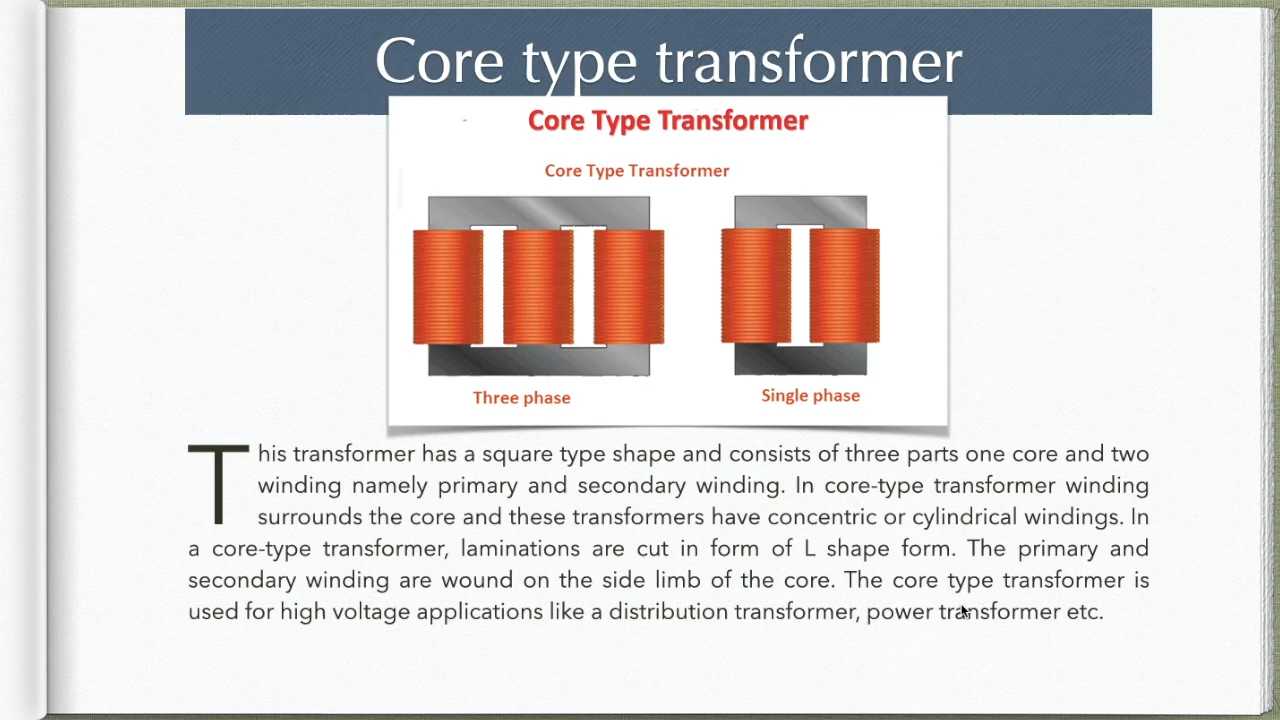 Core type transformer
Core Type Transformer
Core Type Transformer
Three phase
Single phase
This transformer has a square type shape and consists of three parts one core and two
winding namely primary and secondary winding. In core-type transformer winding
surrounds the core and these transformers have concentric or cylindrical windings. In
a core-type transformer, laminations are cut in form of L shape form. The primary and
secondary winding are wound on the side limb of the core. The core type transformer is
used for high voltage applications like a distribution transformer, power transformer etc.